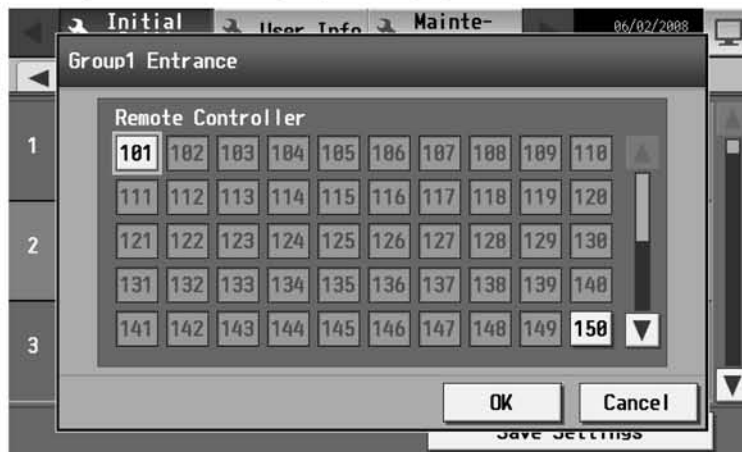 Initial User Info Mainte- 06/02/2008
Group1 Entrance
Remote Controller
1 101 102 103 104 105 106 107 108 109 110
111 112 113 114 115 116 117 118 119 120
2 121 122 123 124 125 126 127 128 129 130
131 132 133 134 135 136 137 138 139 140
3 141 142 143 144 145 146 147 148 149 150
OK Cancel
Save Settings